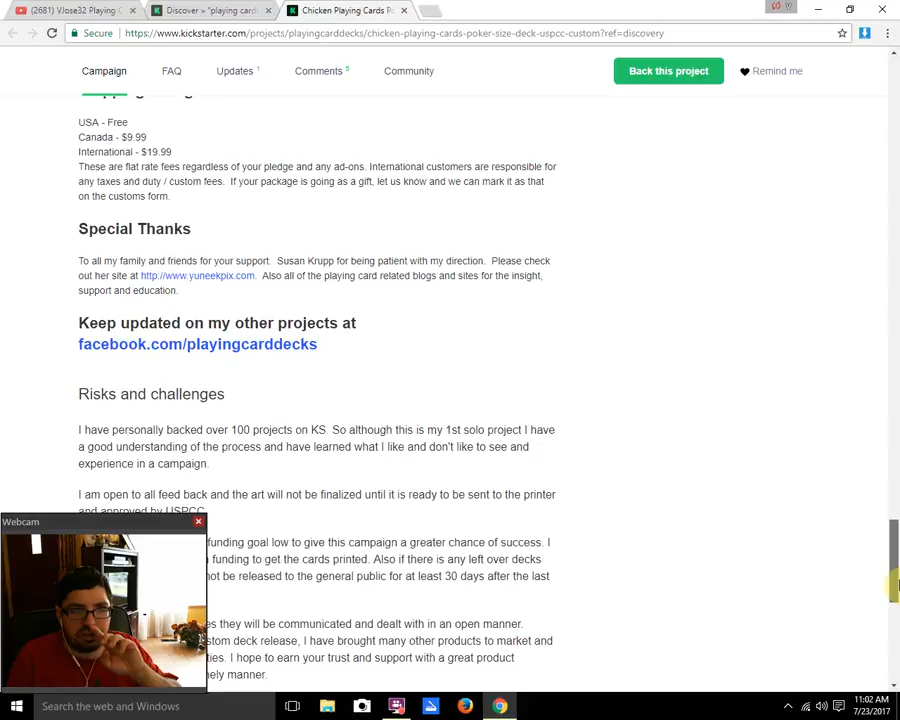 (2681) VJose32 Playing C
Discover » "playing cards
Chicken Playing Cards Po
Secure
https://www.kickstarter.com/projects/playingcarddecks/chicken-playing-cards-poker-size-deck-uspcc-custom?ref=discovery
Campaign
FAQ
Updates 1
Comments 5
Community
Back this project
Remind me
USA - Free
Canada - $9.99
International - $19.99
These are flat rate fees regardless of your pledge and any ad-ons. International customers are responsible for
any taxes and duty / custom fees. If your package is going as a gift, let us know and we can mark it as that
on the customs form.
Special Thanks
To all my family and friends for your support. Susan Krupp for being patient with my direction. Please check
out her site at http://www.yuneekpix.com. Also all of the playing card related blogs and sites for the insight,
support and education.
Keep updated on my other projects at
facebook.com/playingcarddecks
Risks and challenges
I have personally backed over 100 projects on KS. So although this is my 1st solo project I have
a good understanding of the process and have learned what I like and don't like to see and
experience in a campaign.
I am open to all feed back and the art will not be finalized until it is ready to be sent to the printer
and approved by USPCC.
Webcam
funding goal low to give this campaign a greater chance of success. I
funding to get the cards printed. Also if there is any left over decks
not be released to the general public for at least 30 days after the last
they will be communicated and dealt with in an open manner.
deck release, I have brought many other products to market and
I hope to earn your trust and support with a great product
manner.
Search the web and Windows
11:02 AM
7/23/2017